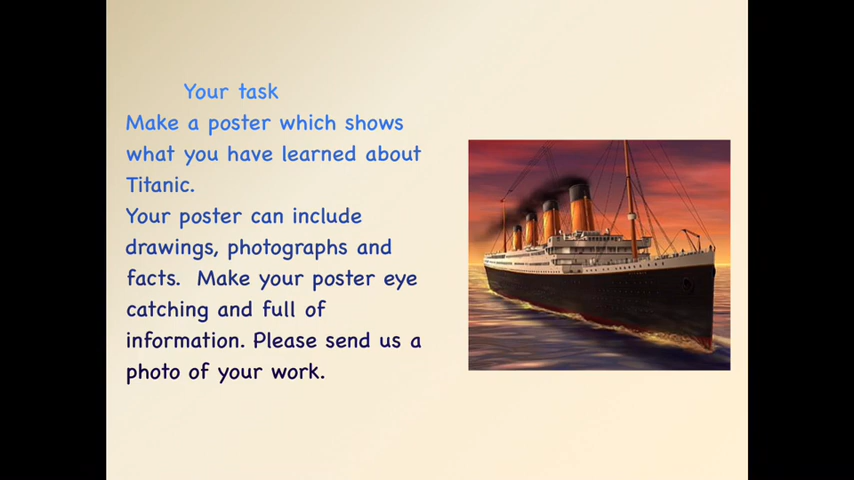 Your task
Make a poster which shows
what you have learned about
Titanic.
Your poster can include
drawings, photographs and
facts.  Make your poster eye
catching and full of
information. Please send us a
photo of your work.